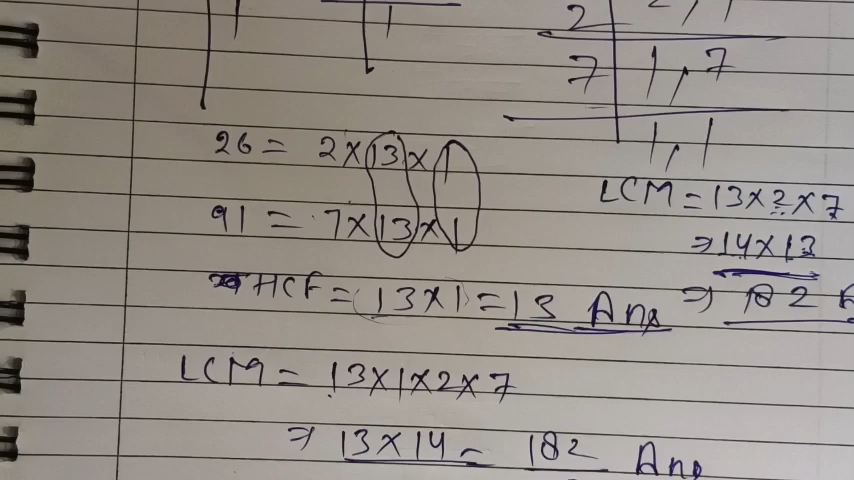 2
7 1, 7
1, 1
26 = 2 × 13 × 1
91 = 7 × 13 × 1
HCF = 13 × 1 = 13 Ans
LCM = 13 × 2 × 7
⇒ 14 × 13
⇒ 182
LCM = 13 × 1 × 2 × 7
⇒ 13 × 14 = 182 Ans